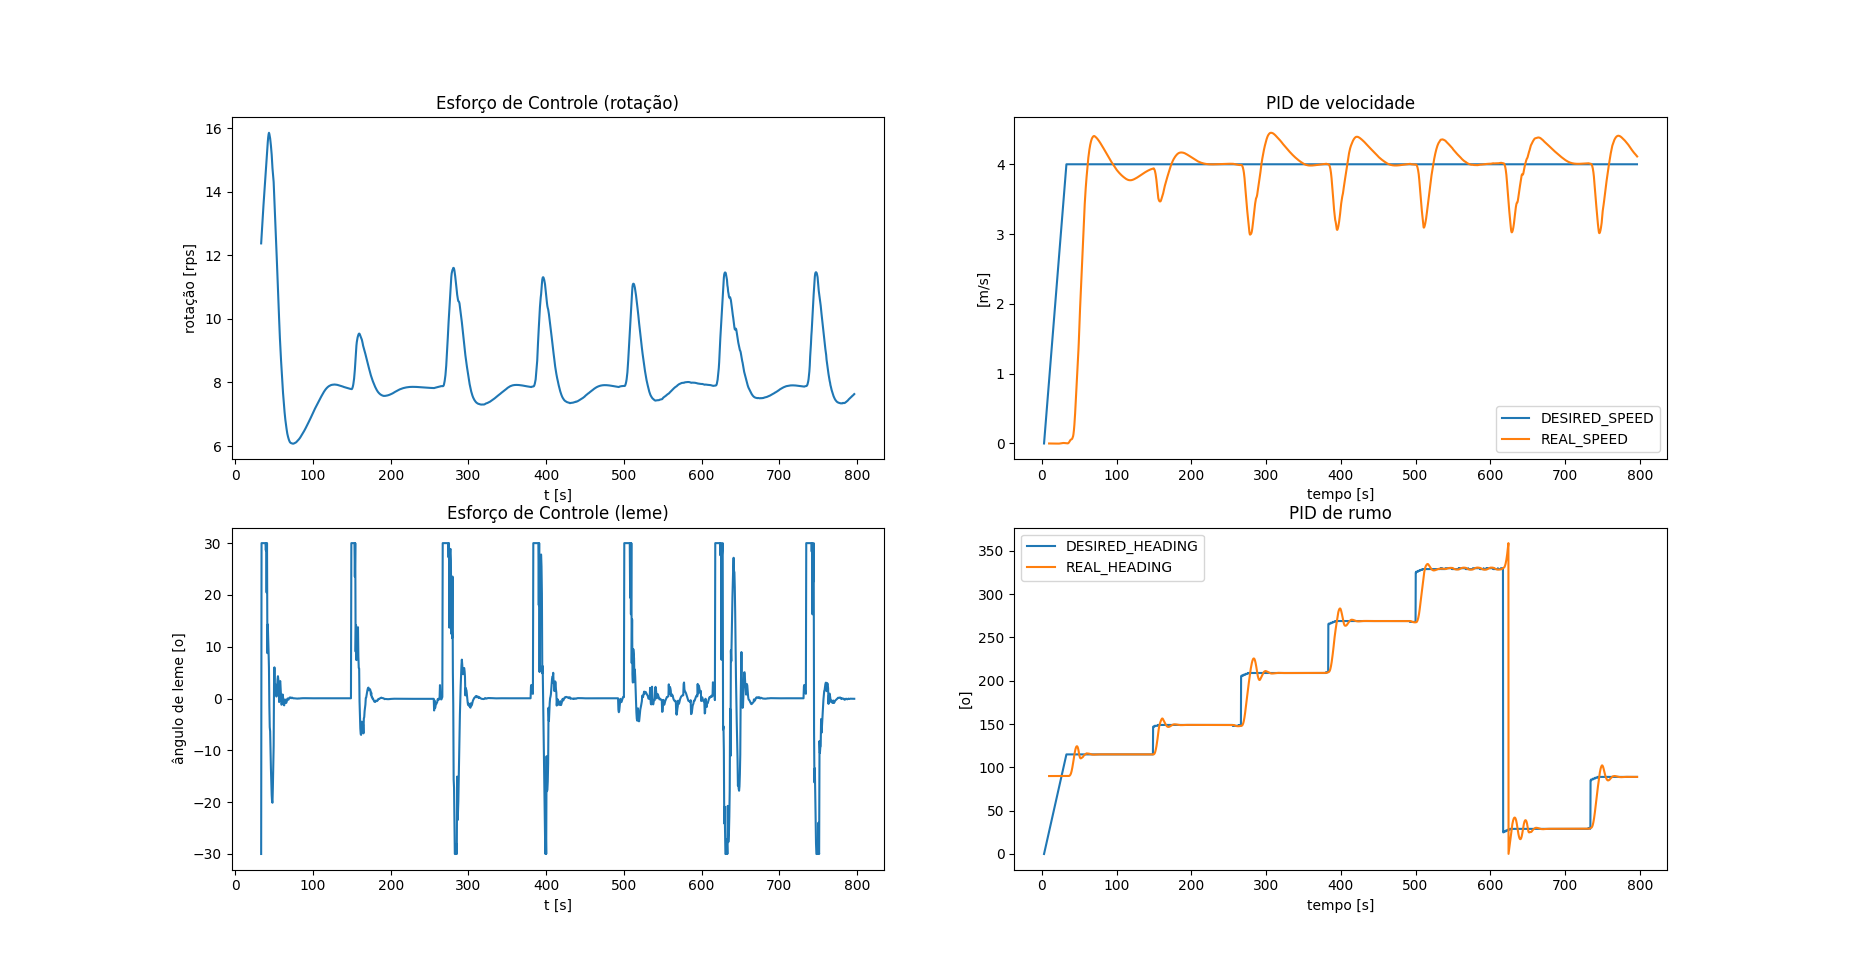 Esforço de Controle (rotação)
rotação [rps]
16
14
12
10
8
6
0 100 200 300 400 500 600 700 800
t [s]
PID de velocidade
[m/s]
4
3
2
1
0
DESIRED_SPEED
REAL_SPEED
0 100 200 300 400 500 600 700 800
tempo [s]
Esforço de Controle (leme)
ângulo de leme [o]
30
20
10
0
−10
−20
−30
0 100 200 300 400 500 600 700 800
t [s]
PID de rumo
[o]
DESIRED_HEADING
REAL_HEADING
350
300
250
200
150
100
50
0
0 100 200 300 400 500 600 700 800
tempo [s]